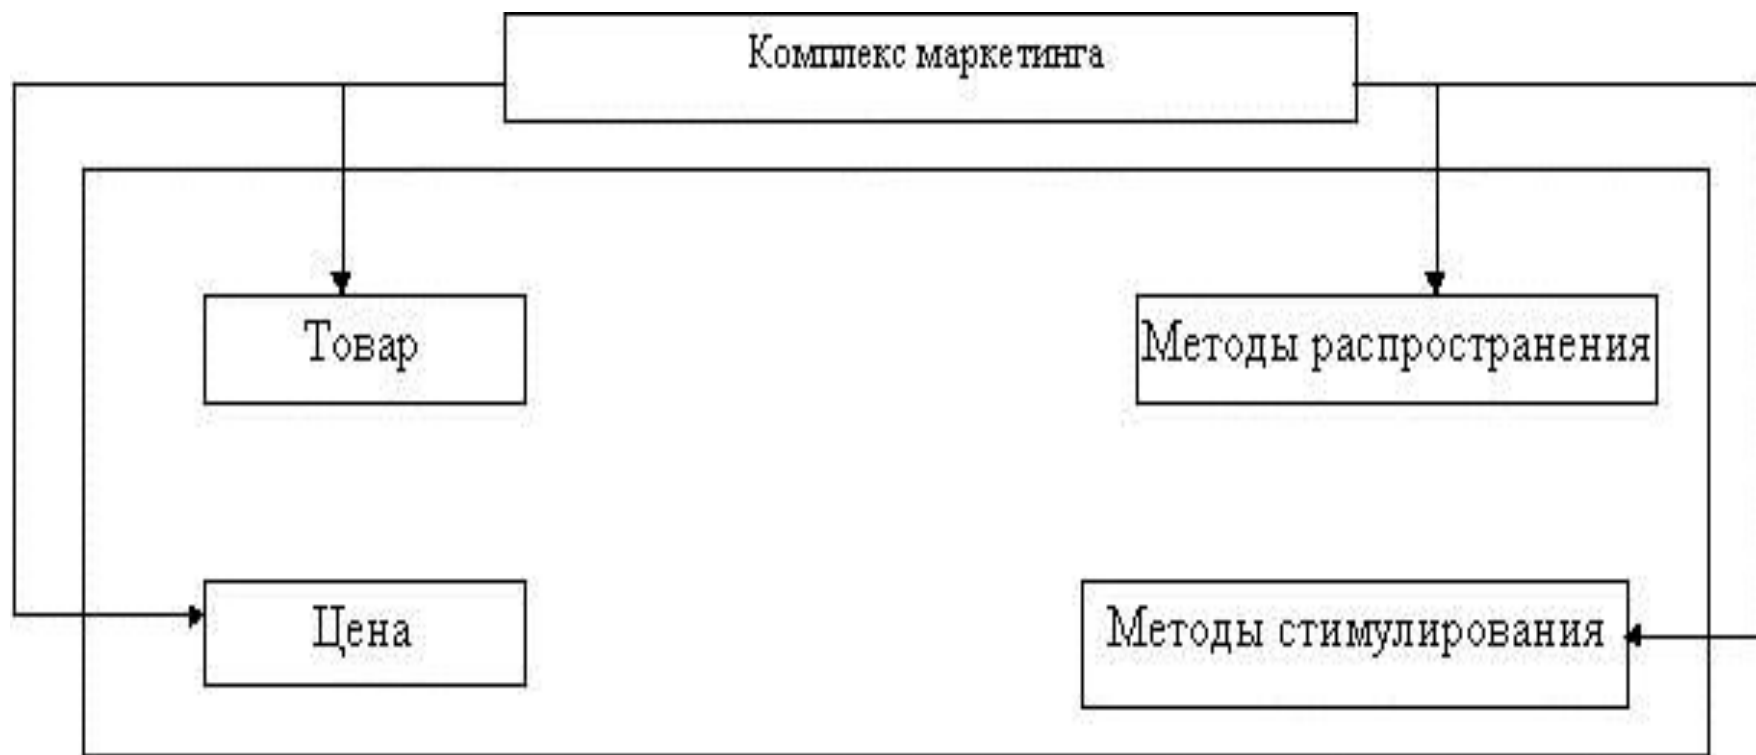 Комплекс маркетинга
Товар
Методы распространения
Цена
Методы стимулирования